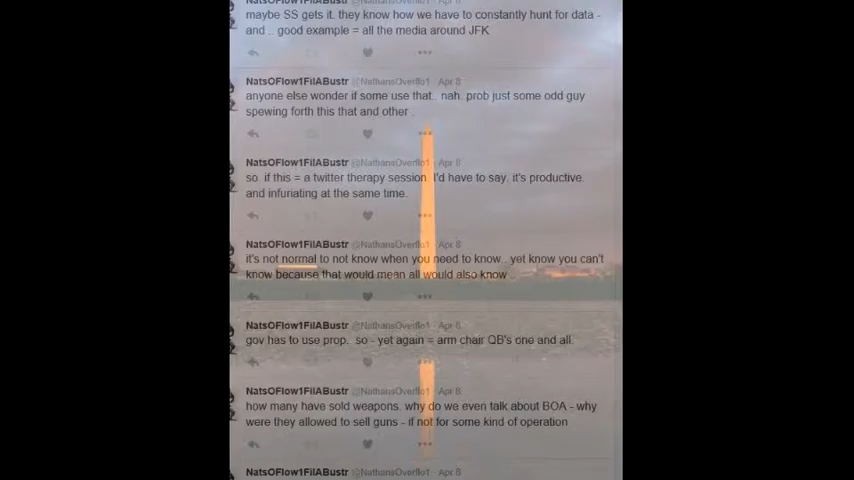 NatsOFlow1FilABustr @NathansOverflo1 · Apr 8
maybe SS gets it. they know how we have to constantly hunt for data -
and .. good example = all the media around JFK
NatsOFlow1FilABustr @NathansOverflo1 · Apr 8
anyone else wonder if some use that.. nah. prob just some odd guy
spewing forth this that and other .
NatsOFlow1FilABustr @NathansOverflo1 · Apr 8
so. if this = a twitter therapy session. I'd have to say. it's productive.
and infuriating at the same time.
NatsOFlow1FilABustr @NathansOverflo1 · Apr 8
it's not normal to not know when you need to know.. yet know you can't
know because that would mean all would also know ..
NatsOFlow1FilABustr @NathansOverflo1 · Apr 8
gov has to use prop. so - yet again = arm chair QB's one and all.
NatsOFlow1FilABustr @NathansOverflo1 · Apr 8
how many have sold weapons. why do we even talk about BOA - why
were they allowed to sell guns - if not for some kind of operation
NatsOFlow1FilABustr @NathansOverflo1 · Apr 8